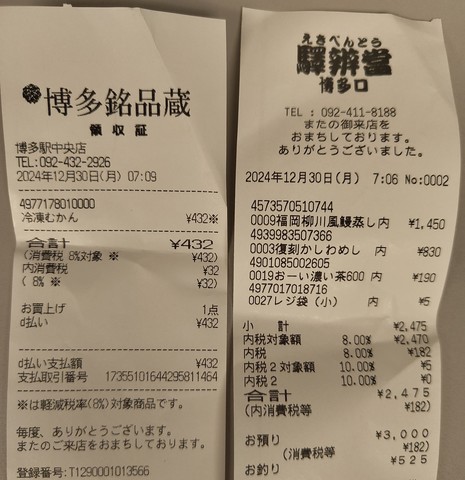 博多銘品蔵
領収証
博多駅中央店
TEL:092-432-2926
2024年12月30日(月) 07:09
4977178010000
冷凍むかん ¥432※
合計 ¥432
(消費税 8%対象 ※ ¥432)
内消費税 ¥32
( 8% ※ ¥32)
お買上げ 1点
d払い ¥432
d払い支払額 ¥432
支払取引番号 17355101644295811464
※は軽減税率(8%)対象商品です。
毎度、ありがとうございます。
またのご来店をおまちしております。
登録番号:T1290001013566
えきべんとう
驛辨當
博多口
TEL : 092-411-8188
またの御来店を
おまちしております。
ありがとうございました。
2024年12月30日(月) 7:06 No:0002
4573570510744
0009福岡柳川風鰻蒸し内 ¥1,450
4939983507366
0003復刻かしわめし 内 ¥830
4901085002605
0019おーい濃い茶600 内 ¥190
4977017018716
0027レジ袋（小） 内 ¥5
小 計 ¥2,475
内税対象額 8.00% ¥2,470
内税 8.00% ¥182
内税2対象額 10.00% ¥5
内税2 10.00% ¥0
合計 ¥2,475
(内消費税等 ¥182)
お預り ¥3,000
(消費税等 ¥182)
お釣り ¥525